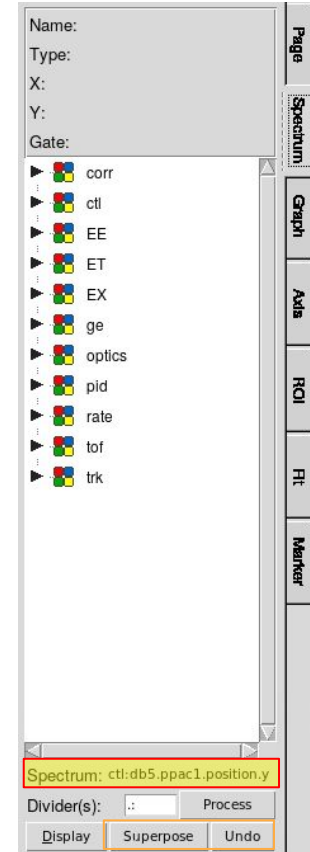 Name:
Type:
X:
Y:
Gate:
corr
ctl
EE
ET
EX
ge
optics
pid
rate
tof
trk
Spectrum: ctl:db5.ppac1.position.y
Divider(s): .: Process
Display Superpose Undo
Page
Spectrum
Graph
Axis
ROI
Fit
Marker